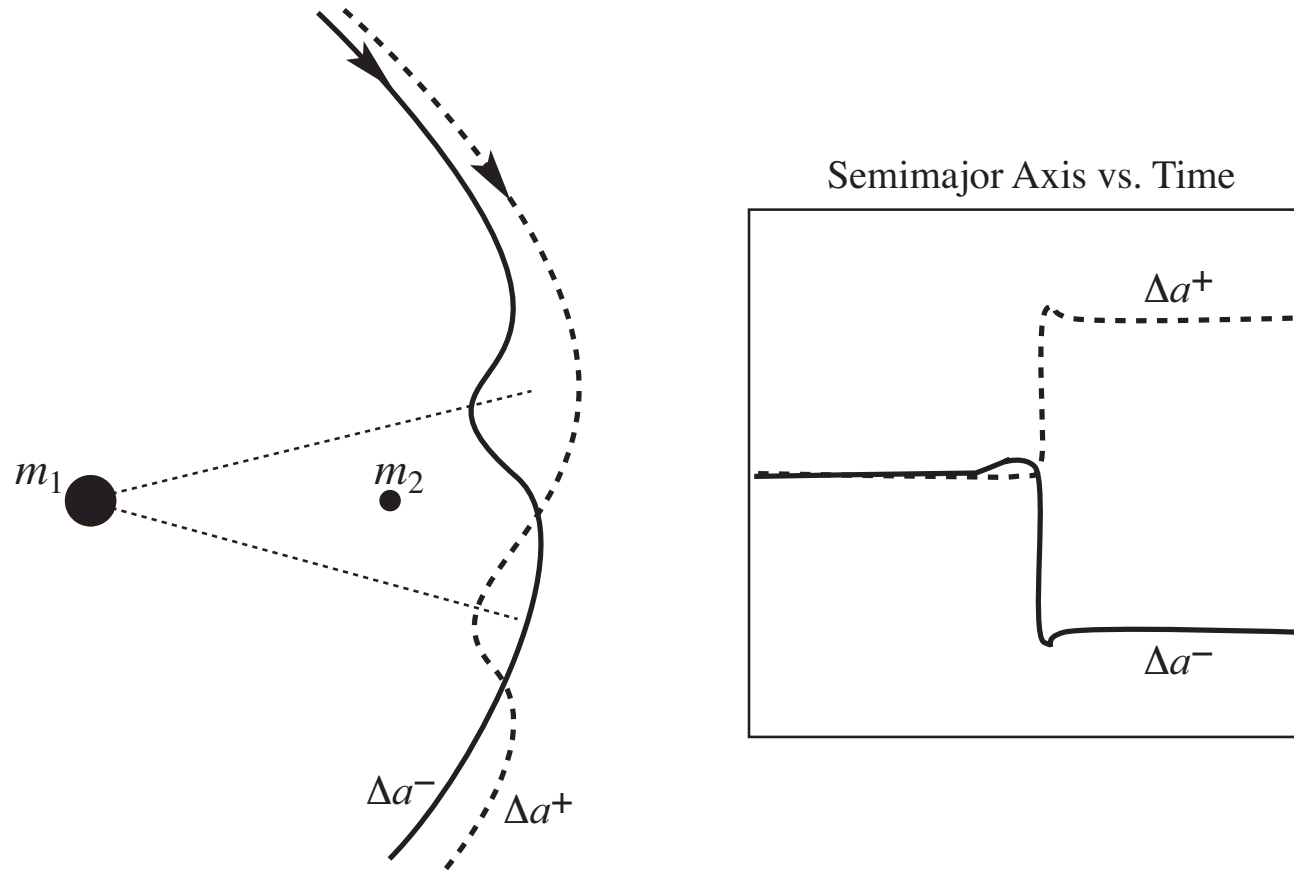 m₁
m₂
Δa⁻
Δa⁺
Semimajor Axis vs. Time
Δa⁺
Δa⁻